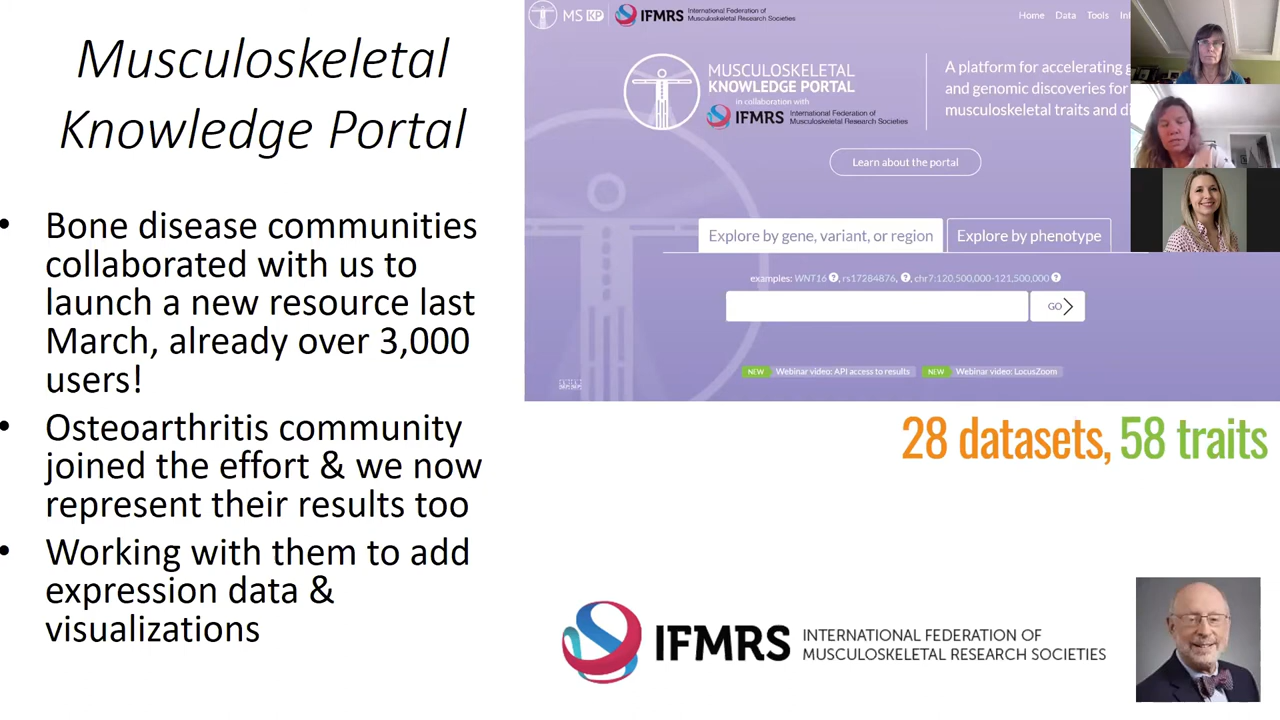 Musculoskeletal
Knowledge Portal
• Bone disease communities
collaborated with us to
launch a new resource last
March, already over 3,000
users!
• Osteoarthritis community
joined the effort & we now
represent their results too
• Working with them to add
expression data &
visualizations
MS KP
IFMRS International Federation of
Musculoskeletal Research Societies
Home Data Tools
MUSCULOSKELETAL
KNOWLEDGE PORTAL
in collaboration with
IFMRS International Federation of
Musculoskeletal Research Societies
A platform for accelerating
and genomic discoveries for
musculoskeletal traits and
Learn about the portal
Explore by gene, variant, or region
Explore by phenotype
examples: WNT16 ?, rs17284876, ?, chr7:120,500,000-121,500,000 ?
GO
NEW Webinar video: API access to results NEW Webinar video: LocusZoom
28 datasets, 58 traits
IFMRS INTERNATIONAL FEDERATION OF
MUSCULOSKELETAL RESEARCH SOCIETIES